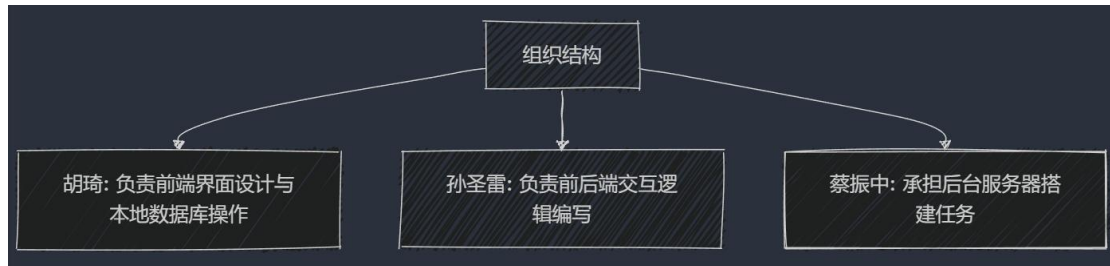 组织结构
胡琦: 负责前端界面设计与
本地数据库操作
孙圣雷: 负责前后端交互逻
辑编写
蔡振中: 承担后台服务器搭
建任务